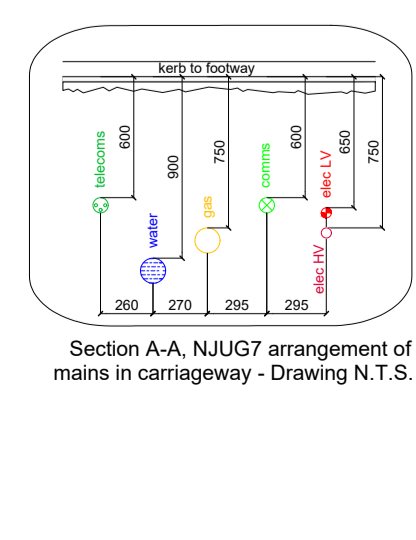 kerb to footway
600
900
750
600
650
750
telecoms
water
gas
comms
elec LV
elec HV
260
270
295
295
Section A-A, NJUG7 arrangement of
mains in carriageway - Drawing N.T.S.